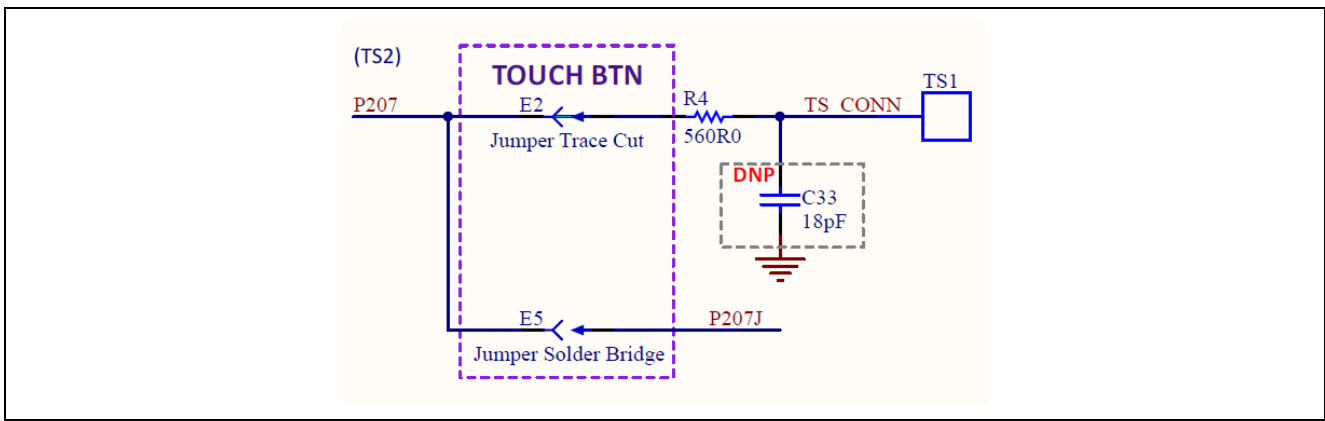 (TS2)
TOUCH BTN
TS1
P207
E2
R4
TS_CONN
Jumper Trace Cut
560R0
DNP
C33
18pF
E5
P207J
Jumper Solder Bridge